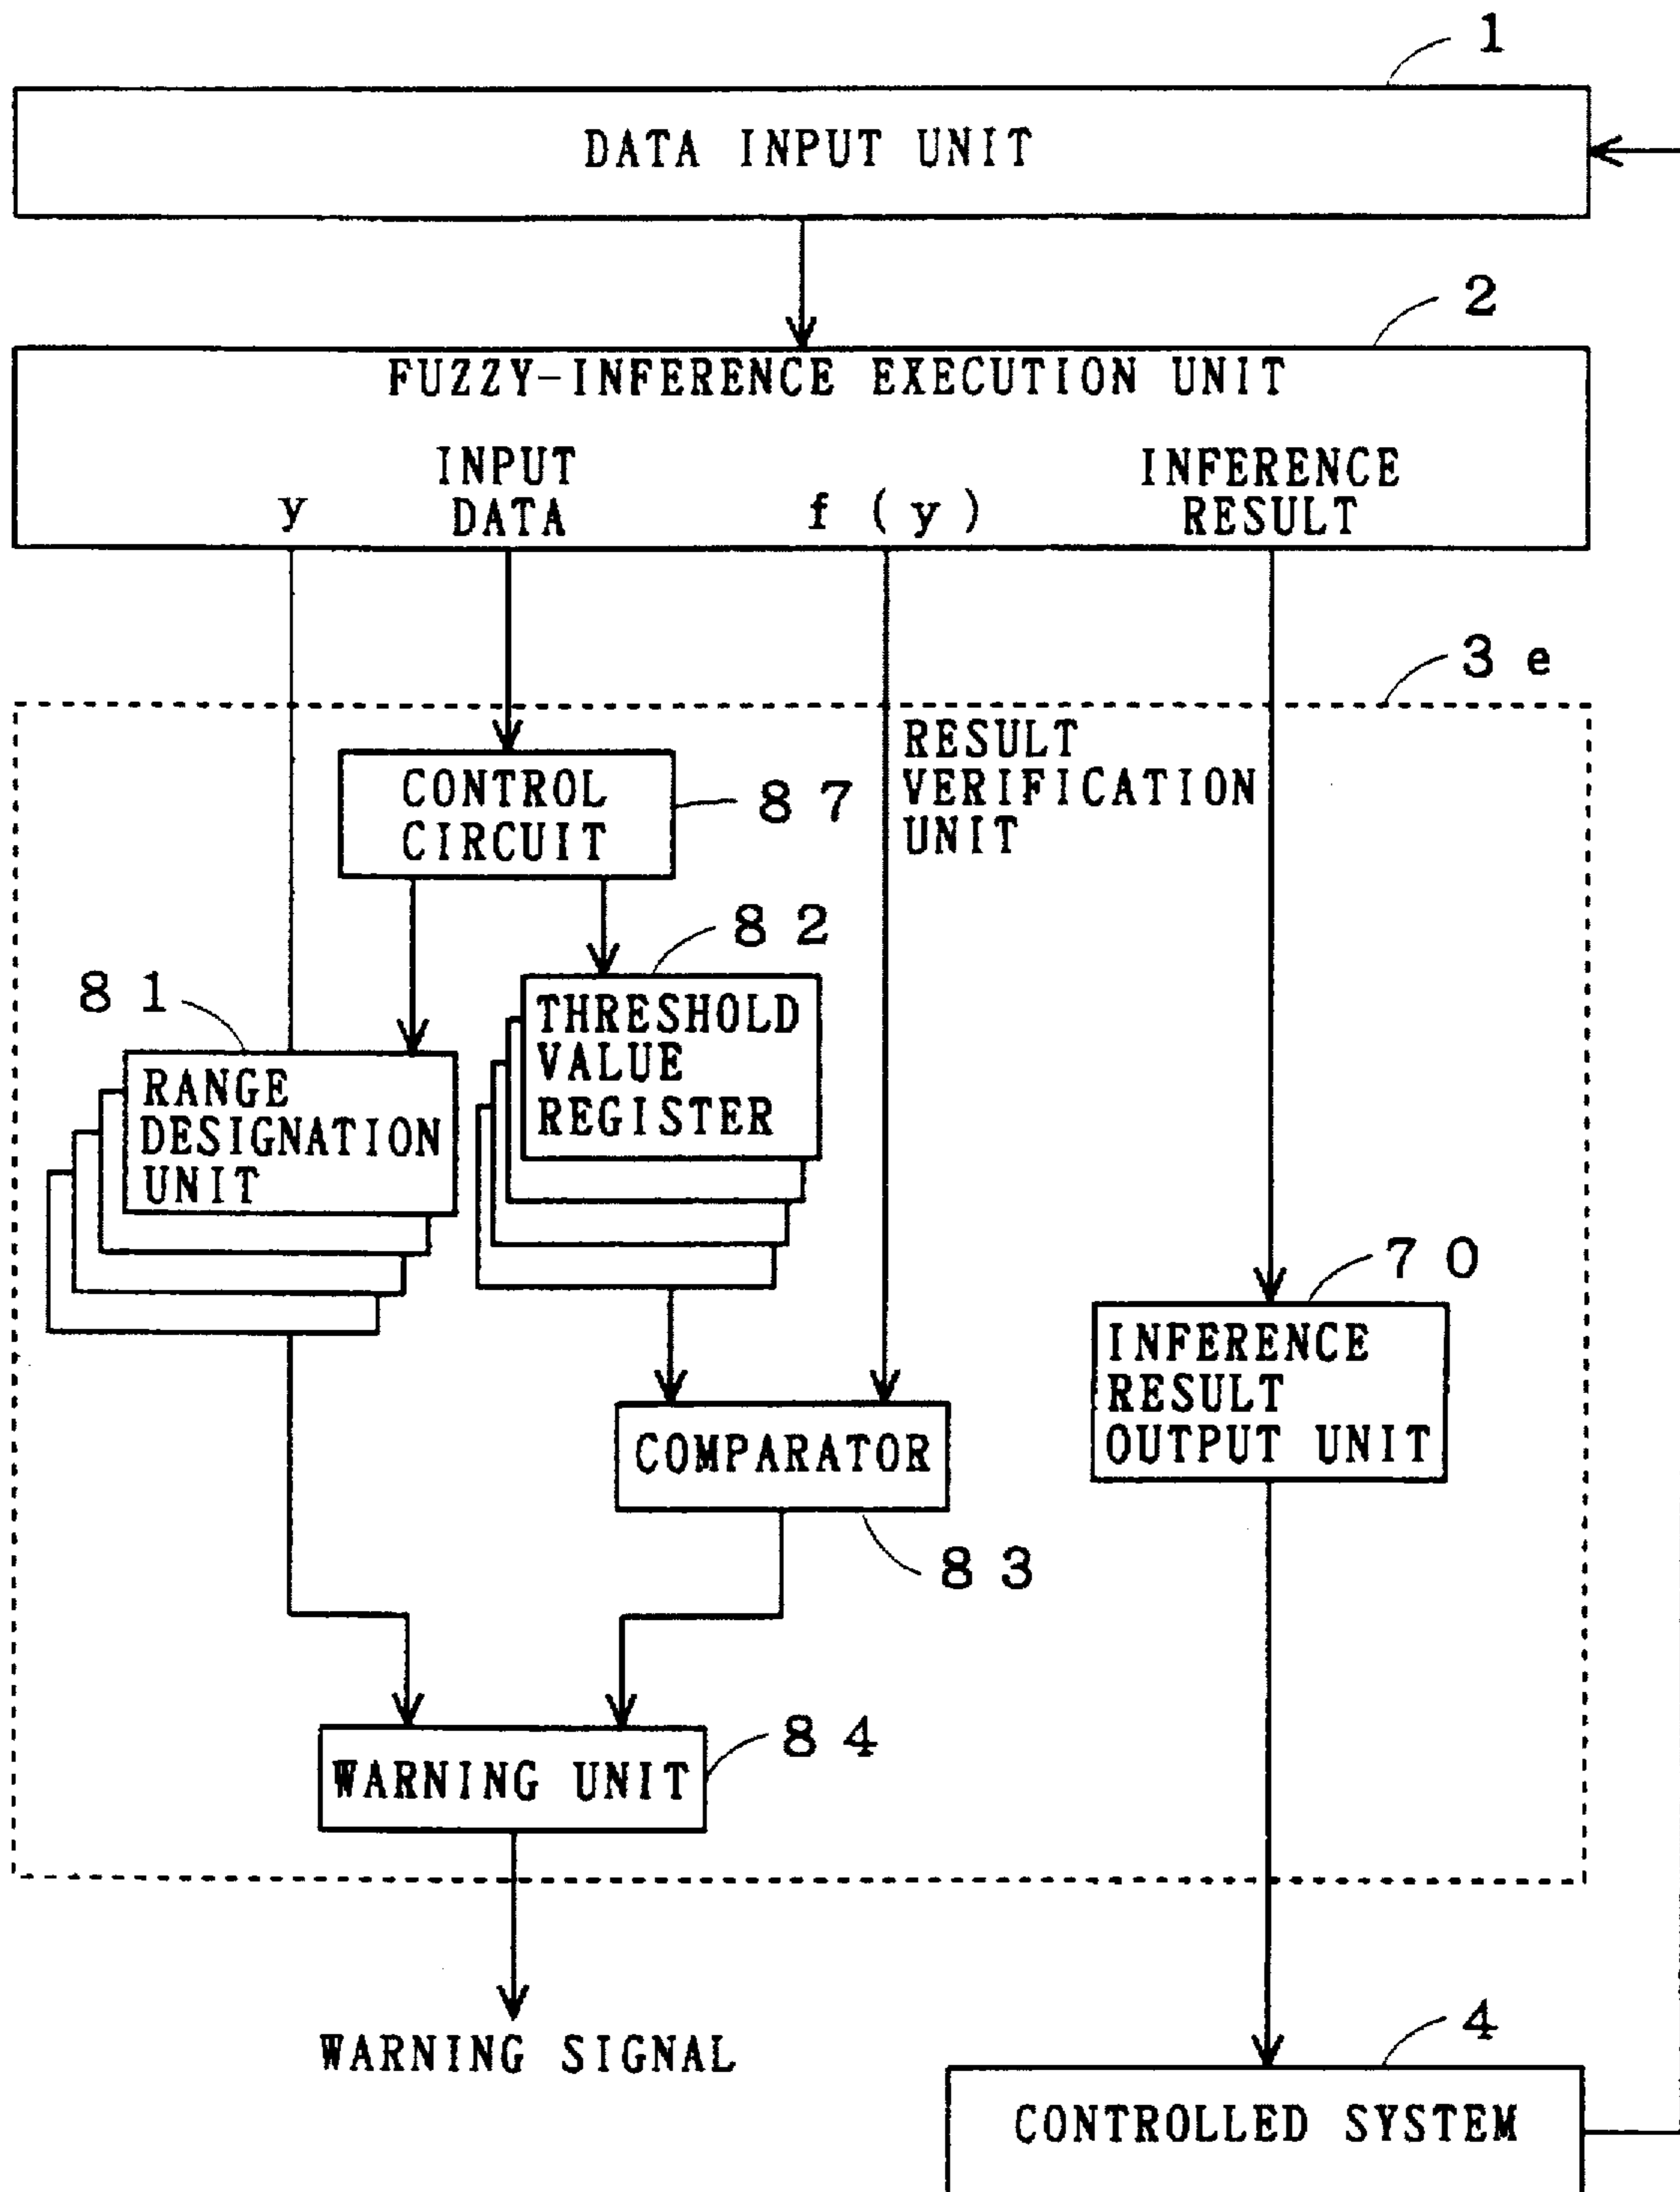 1
DATA INPUT UNIT
2
FUZZY-INFERENCE EXECUTION UNIT
y
INPUT
DATA
f ( y )
INFERENCE
RESULT
3 e
RESULT
VERIFICATION
UNIT
CONTROL
CIRCUIT
8 7
8 2
THRESHOLD
VALUE
REGISTER
8 1
RANGE
DESIGNATION
UNIT
7 0
INFERENCE
RESULT
OUTPUT UNIT
COMPARATOR
8 3
8 4
WARNING UNIT
WARNING SIGNAL
4
CONTROLLED SYSTEM